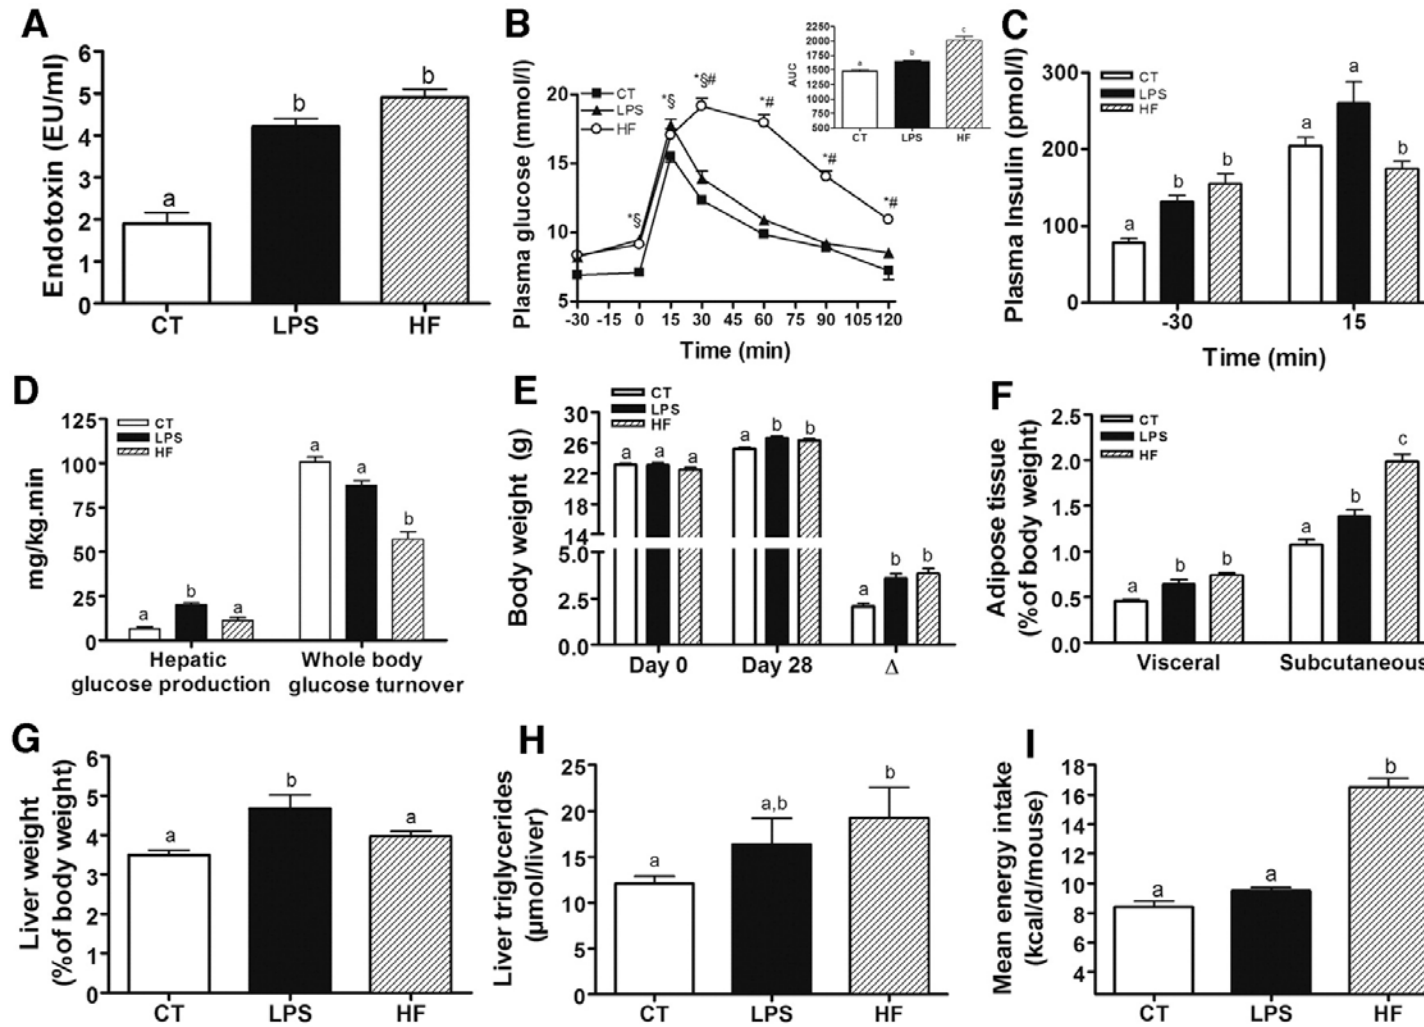 A
Endotoxin (EU/ml)
6
5
4
3
2
1
0
a
b
b
CT
LPS
HF
B
Plasma glucose (mmol/l)
20
15
10
5
CT
LPS
HF
*§
*§
*§#
*#
*#
*#
-30 -15 0 15 30 45 60 75 90 105 120
Time (min)
AUC
2250
2000
1750
1500
1250
1000
750
500
a
b
c
CT
LPS
HF
C
Plasma Insulin (pmol/l)
300
200
100
0
CT
LPS
HF
a
b
b
a
a
b
-30
15
Time (min)
D
mg/kg.min
125
100
75
50
25
0
CT
LPS
HF
a
b
a
a
a
b
Hepatic
glucose production
Whole body
glucose turnover
E
Body weight (g)
30
26
22
18
14
5.0
2.5
0.0
CT
LPS
HF
a
a
a
a
b
b
a
b
b
Day 0
Day 28
Δ
F
Adipose tissue
(% of body weight)
2.5
2.0
1.5
1.0
0.5
0.0
CT
LPS
HF
a
b
b
a
b
c
Visceral
Subcutaneous
G
Liver weight
(% of body weight)
6
5
4
3
2
1
0
a
b
a
CT
LPS
HF
H
Liver triglycerides
(µmol/liver)
25
20
15
10
5
0
a
a,b
b
CT
LPS
HF
I
Mean energy intake
(kcal/d/mouse)
18
16
14
12
10
8
6
4
a
a
b
CT
LPS
HF